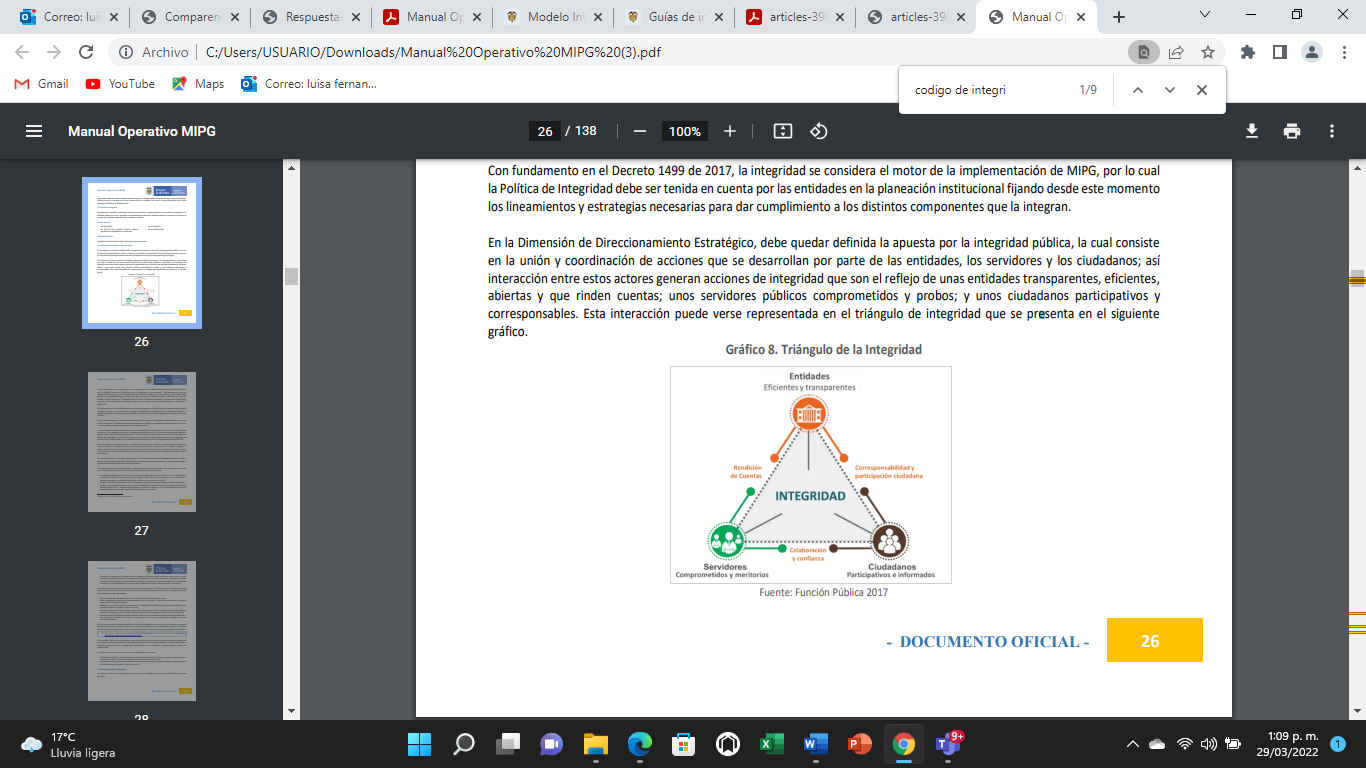 Correo: luis
Comparen
Respuesta-
Manual Op
Modelo Int
Guías de in
articles-398
articles-398
Manual Op
Archivo
C:/Users/USUARIO/Downloads/Manual%20Operativo%20MIPG%20(3).pdf
Gmail
YouTube
Maps
Correo: luisa fernan...
codigo de integri
1/9
Manual Operativo MIPG
26 / 138
100%
Con fundamento en el Decreto 1499 de 2017, la integridad se considera el motor de la implementación de MIPG, por lo cual
la Política de Integridad debe ser tenida en cuenta por las entidades en la planeación institucional fijando desde este momento
los lineamientos y estrategias necesarias para dar cumplimiento a los distintos componentes que la integran.
En la Dimensión de Direccionamiento Estratégico, debe quedar definida la apuesta por la integridad pública, la cual consiste
en la unión y coordinación de acciones que se desarrollan por parte de las entidades, los servidores y los ciudadanos; así
interacción entre estos actores generan acciones de integridad que son el reflejo de unas entidades transparentes, eficientes,
abiertas y que rinden cuentas; unos servidores públicos comprometidos y probos; y unos ciudadanos participativos y
corresponsables. Esta interacción puede verse representada en el triángulo de integridad que se presenta en el siguiente
gráfico.
Gráfico 8. Triángulo de la Integridad
Entidades
Eficientes y transparentes
Rendición
de Cuentas
Corresponsabilidad y
participación ciudadana
INTEGRIDAD
Colaboración
y confianza
Servidores
Comprometidos y meritorios
Ciudadanos
Participativos e informados
Fuente: Función Pública 2017
- DOCUMENTO OFICIAL -
26
26
27
28
17°C
Lluvia ligera
9+
1:09 p. m.
29/03/2022
1